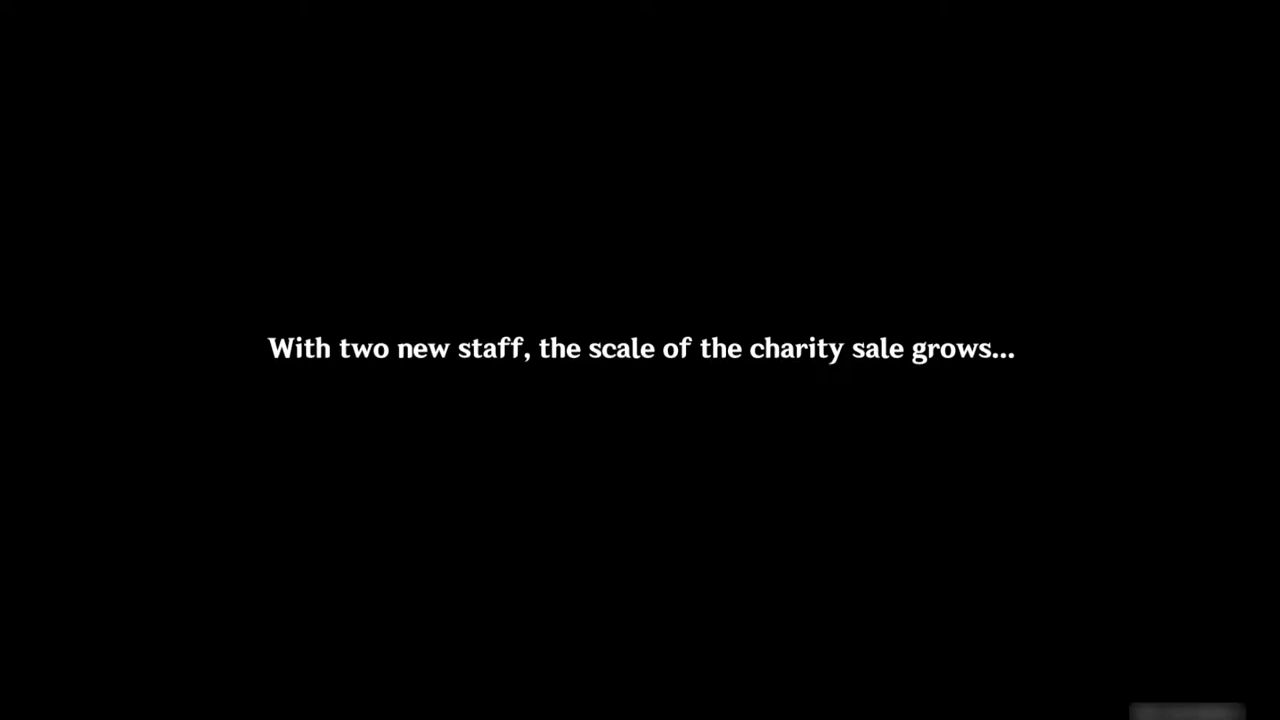 With two new staff, the scale of the charity sale grows...